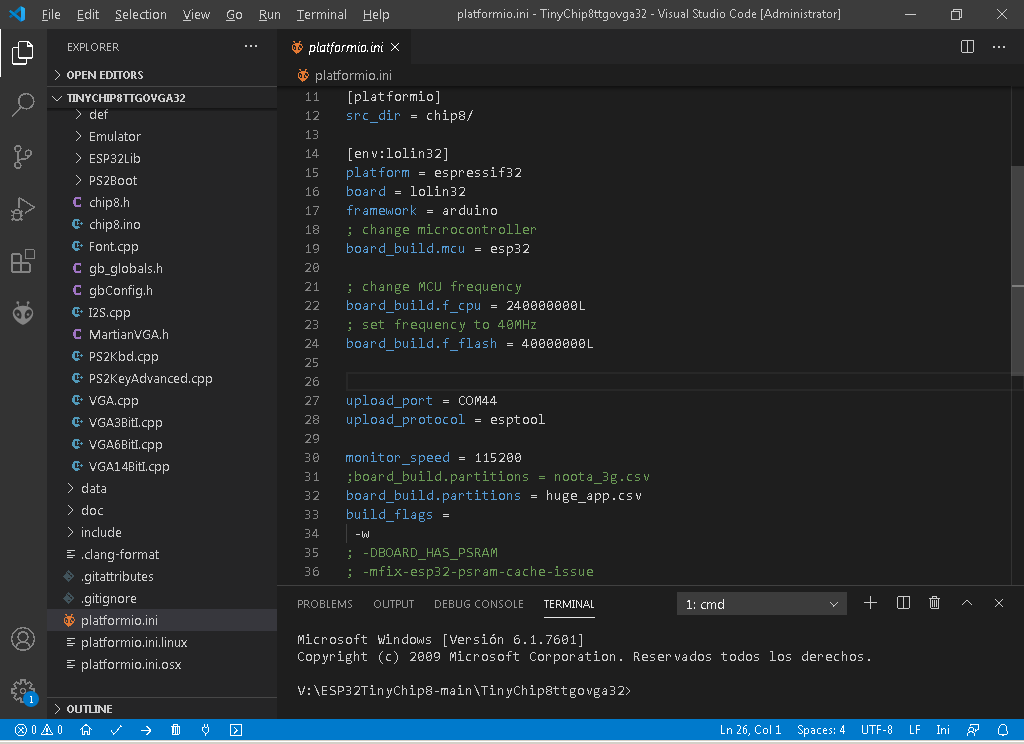 File Edit Selection View Go Run Terminal Help platformio.ini - TinyChip8ttgovga32 - Visual Studio Code [Administrator]
EXPLORER
OPEN EDITORS
TINYCHIP8TTGOVGA32
def
Emulator
ESP32Lib
PS2Boot
chip8.h
chip8.ino
Font.cpp
gb_globals.h
gbConfig.h
I2S.cpp
MartianVGA.h
PS2Kbd.cpp
PS2KeyAdvanced.cpp
VGA.cpp
VGA3BitI.cpp
VGA6BitI.cpp
VGA14BitI.cpp
data
doc
include
.clang-format
.gitattributes
.gitignore
platformio.ini
platformio.ini.linux
platformio.ini.osx
OUTLINE
1
platformio.ini
platformio.ini
11 [platformio]
12 src_dir = chip8/
13
14 [env:lolin32]
15 platform = espressif32
16 board = lolin32
17 framework = arduino
18 ; change microcontroller
19 board_build.mcu = esp32
20
21 ; change MCU frequency
22 board_build.f_cpu = 240000000L
23 ; set frequency to 40MHz
24 board_build.f_flash = 40000000L
25
26
27 upload_port = COM44
28 upload_protocol = esptool
29
30 monitor_speed = 115200
31 ;board_build.partitions = noota_3g.csv
32 board_build.partitions = huge_app.csv
33 build_flags =
34 -w
35 ; -DBOARD_HAS_PSRAM
36 ; -mfix-esp32-psram-cache-issue
PROBLEMS OUTPUT DEBUG CONSOLE TERMINAL 1: cmd
Microsoft Windows [Versión 6.1.7601]
Copyright (c) 2009 Microsoft Corporation. Reservados todos los derechos.
V:\ESP32TinyChip8-main\TinyChip8ttgovga32>
0 0 Ln 26, Col 1 Spaces: 4 UTF-8 LF Ini